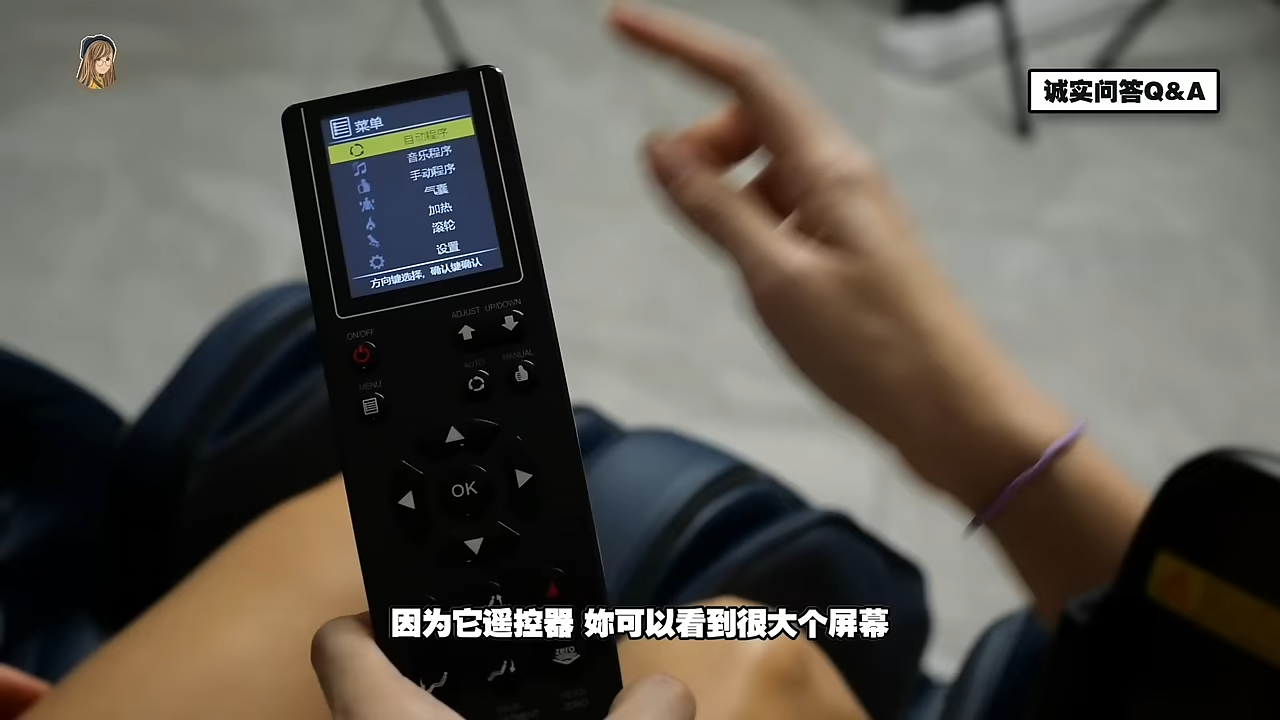 诚实问答Q&A
菜单
自动程序
音乐程序
手动程序
气囊
加热
滚轮
设置
方向键选择，确认键确认
ADJUST UP/DOWN
ON/OFF
AUTO
MANUAL
MENU
OK
因为它遥控器 妳可以看到很大个屏幕
zero